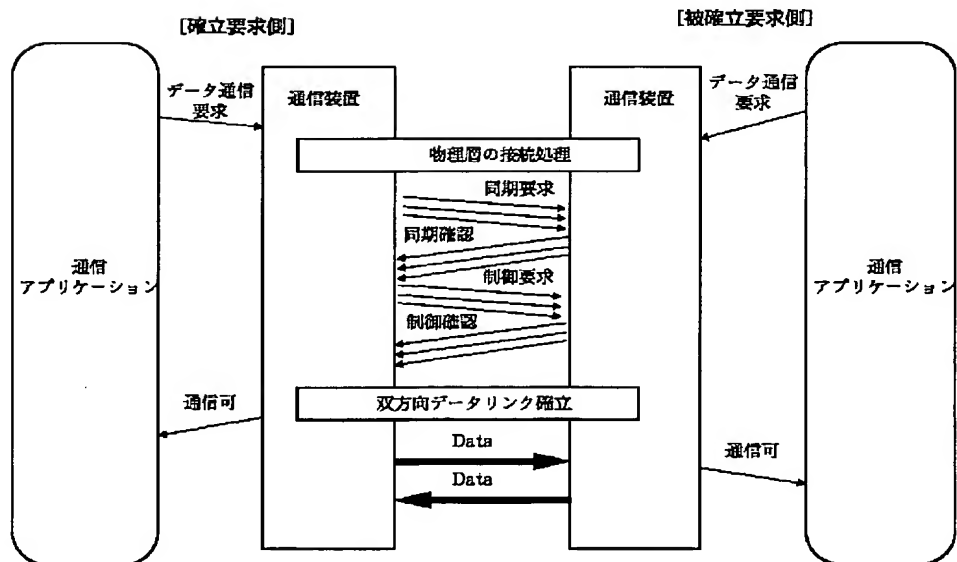 [確立要求側]
[被確立要求側]
データ通信
要求
通信装置
通信装置
データ通信
要求
物理層の接続処理
同期要求
同期確認
通信
アプリケーション
制御要求
通信
アプリケーション
制御確認
双方向データリンク確立
通信可
Data
通信可
Data